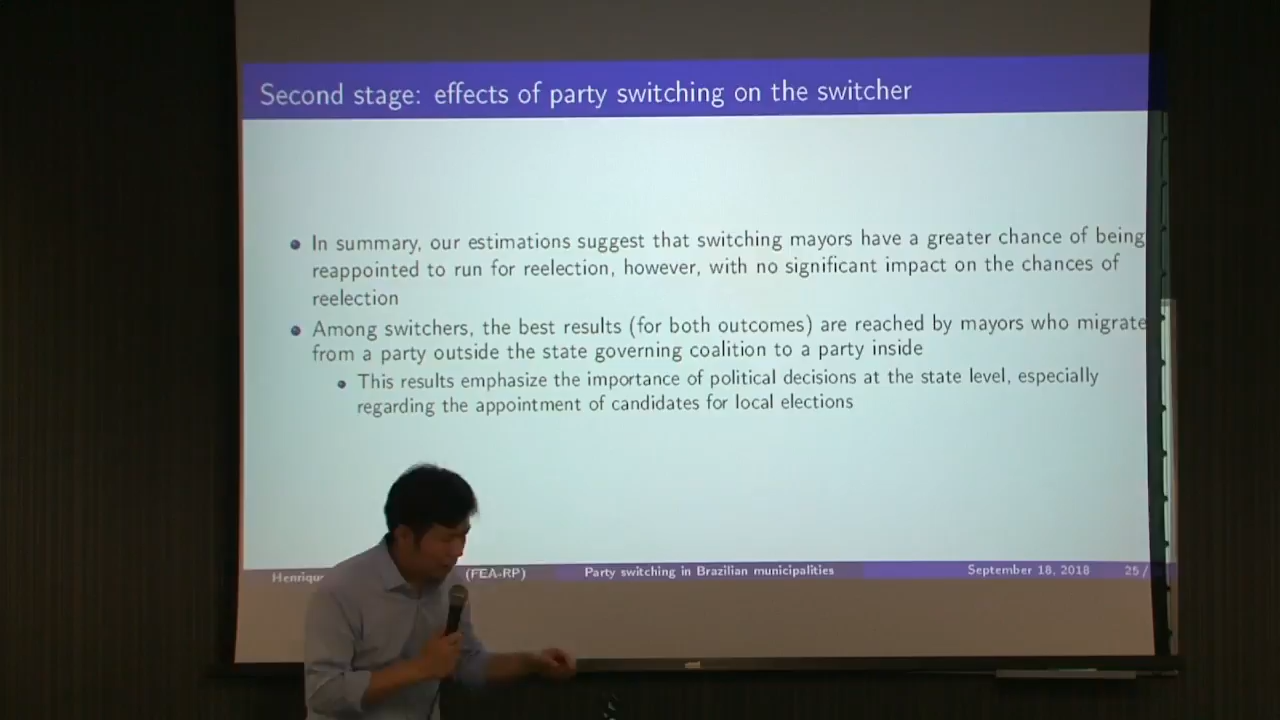 Second stage: effects of party switching on the switcher
In summary, our estimations suggest that switching mayors have a greater chance of being
reappointed to run for reelection, however, with no significant impact on the chances of
reelection
Among switchers, the best results (for both outcomes) are reached by mayors who migrate
from a party outside the state governing coalition to a party inside
This results emphasize the importance of political decisions at the state level, especially
regarding the appointment of candidates for local elections
(FEA-RP) Party switching in Brazilian municipalities September 18, 2018 25 /